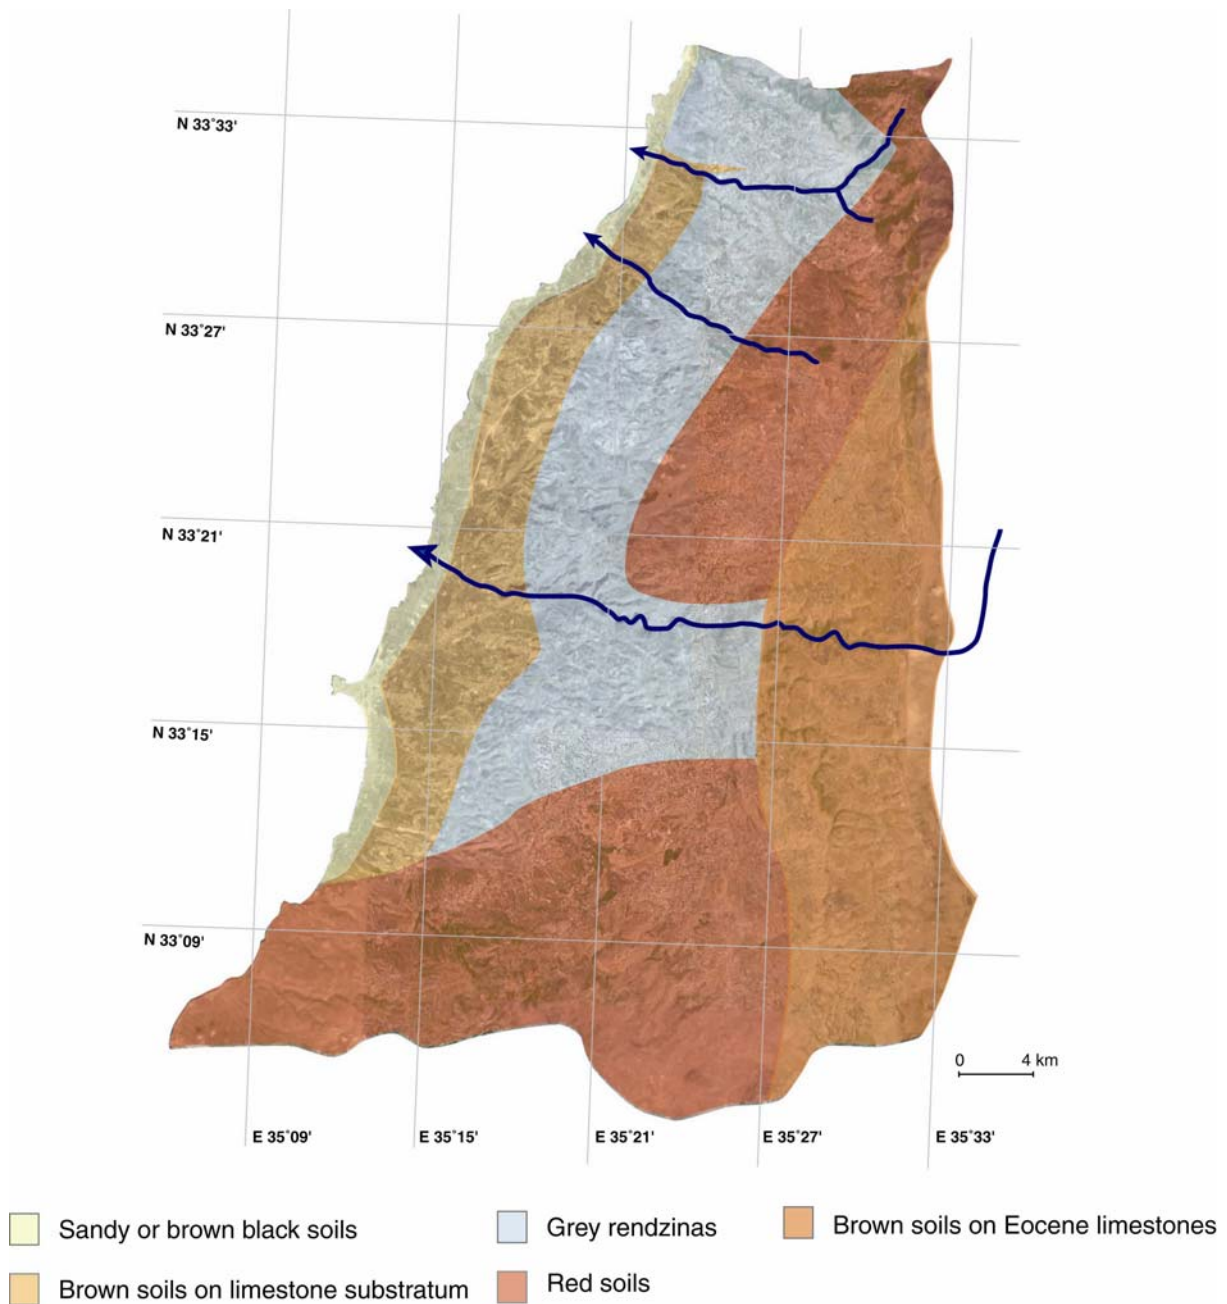 N 33°33'
N 33°27'
N 33°21'
N 33°15'
N 33°09'
0 4 km
E 35°09' E 35°15' E 35°21' E 35°27' E 35°33'
Sandy or brown black soils
Grey rendzinas
Brown soils on Eocene limestones
Brown soils on limestone substratum
Red soils